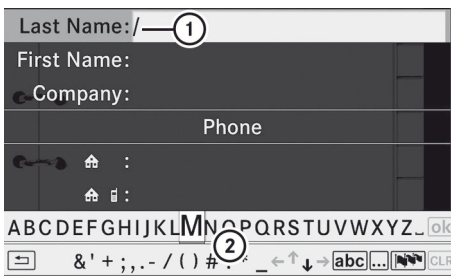 Last Name:/ 1
First Name:
Company:
Phone
:
:
ABCDEFGHIJKLMNOPQRSTUVWXYZ_ ok
2
&'+;,.-/()#:*_←↑↓→ abc ... CLR